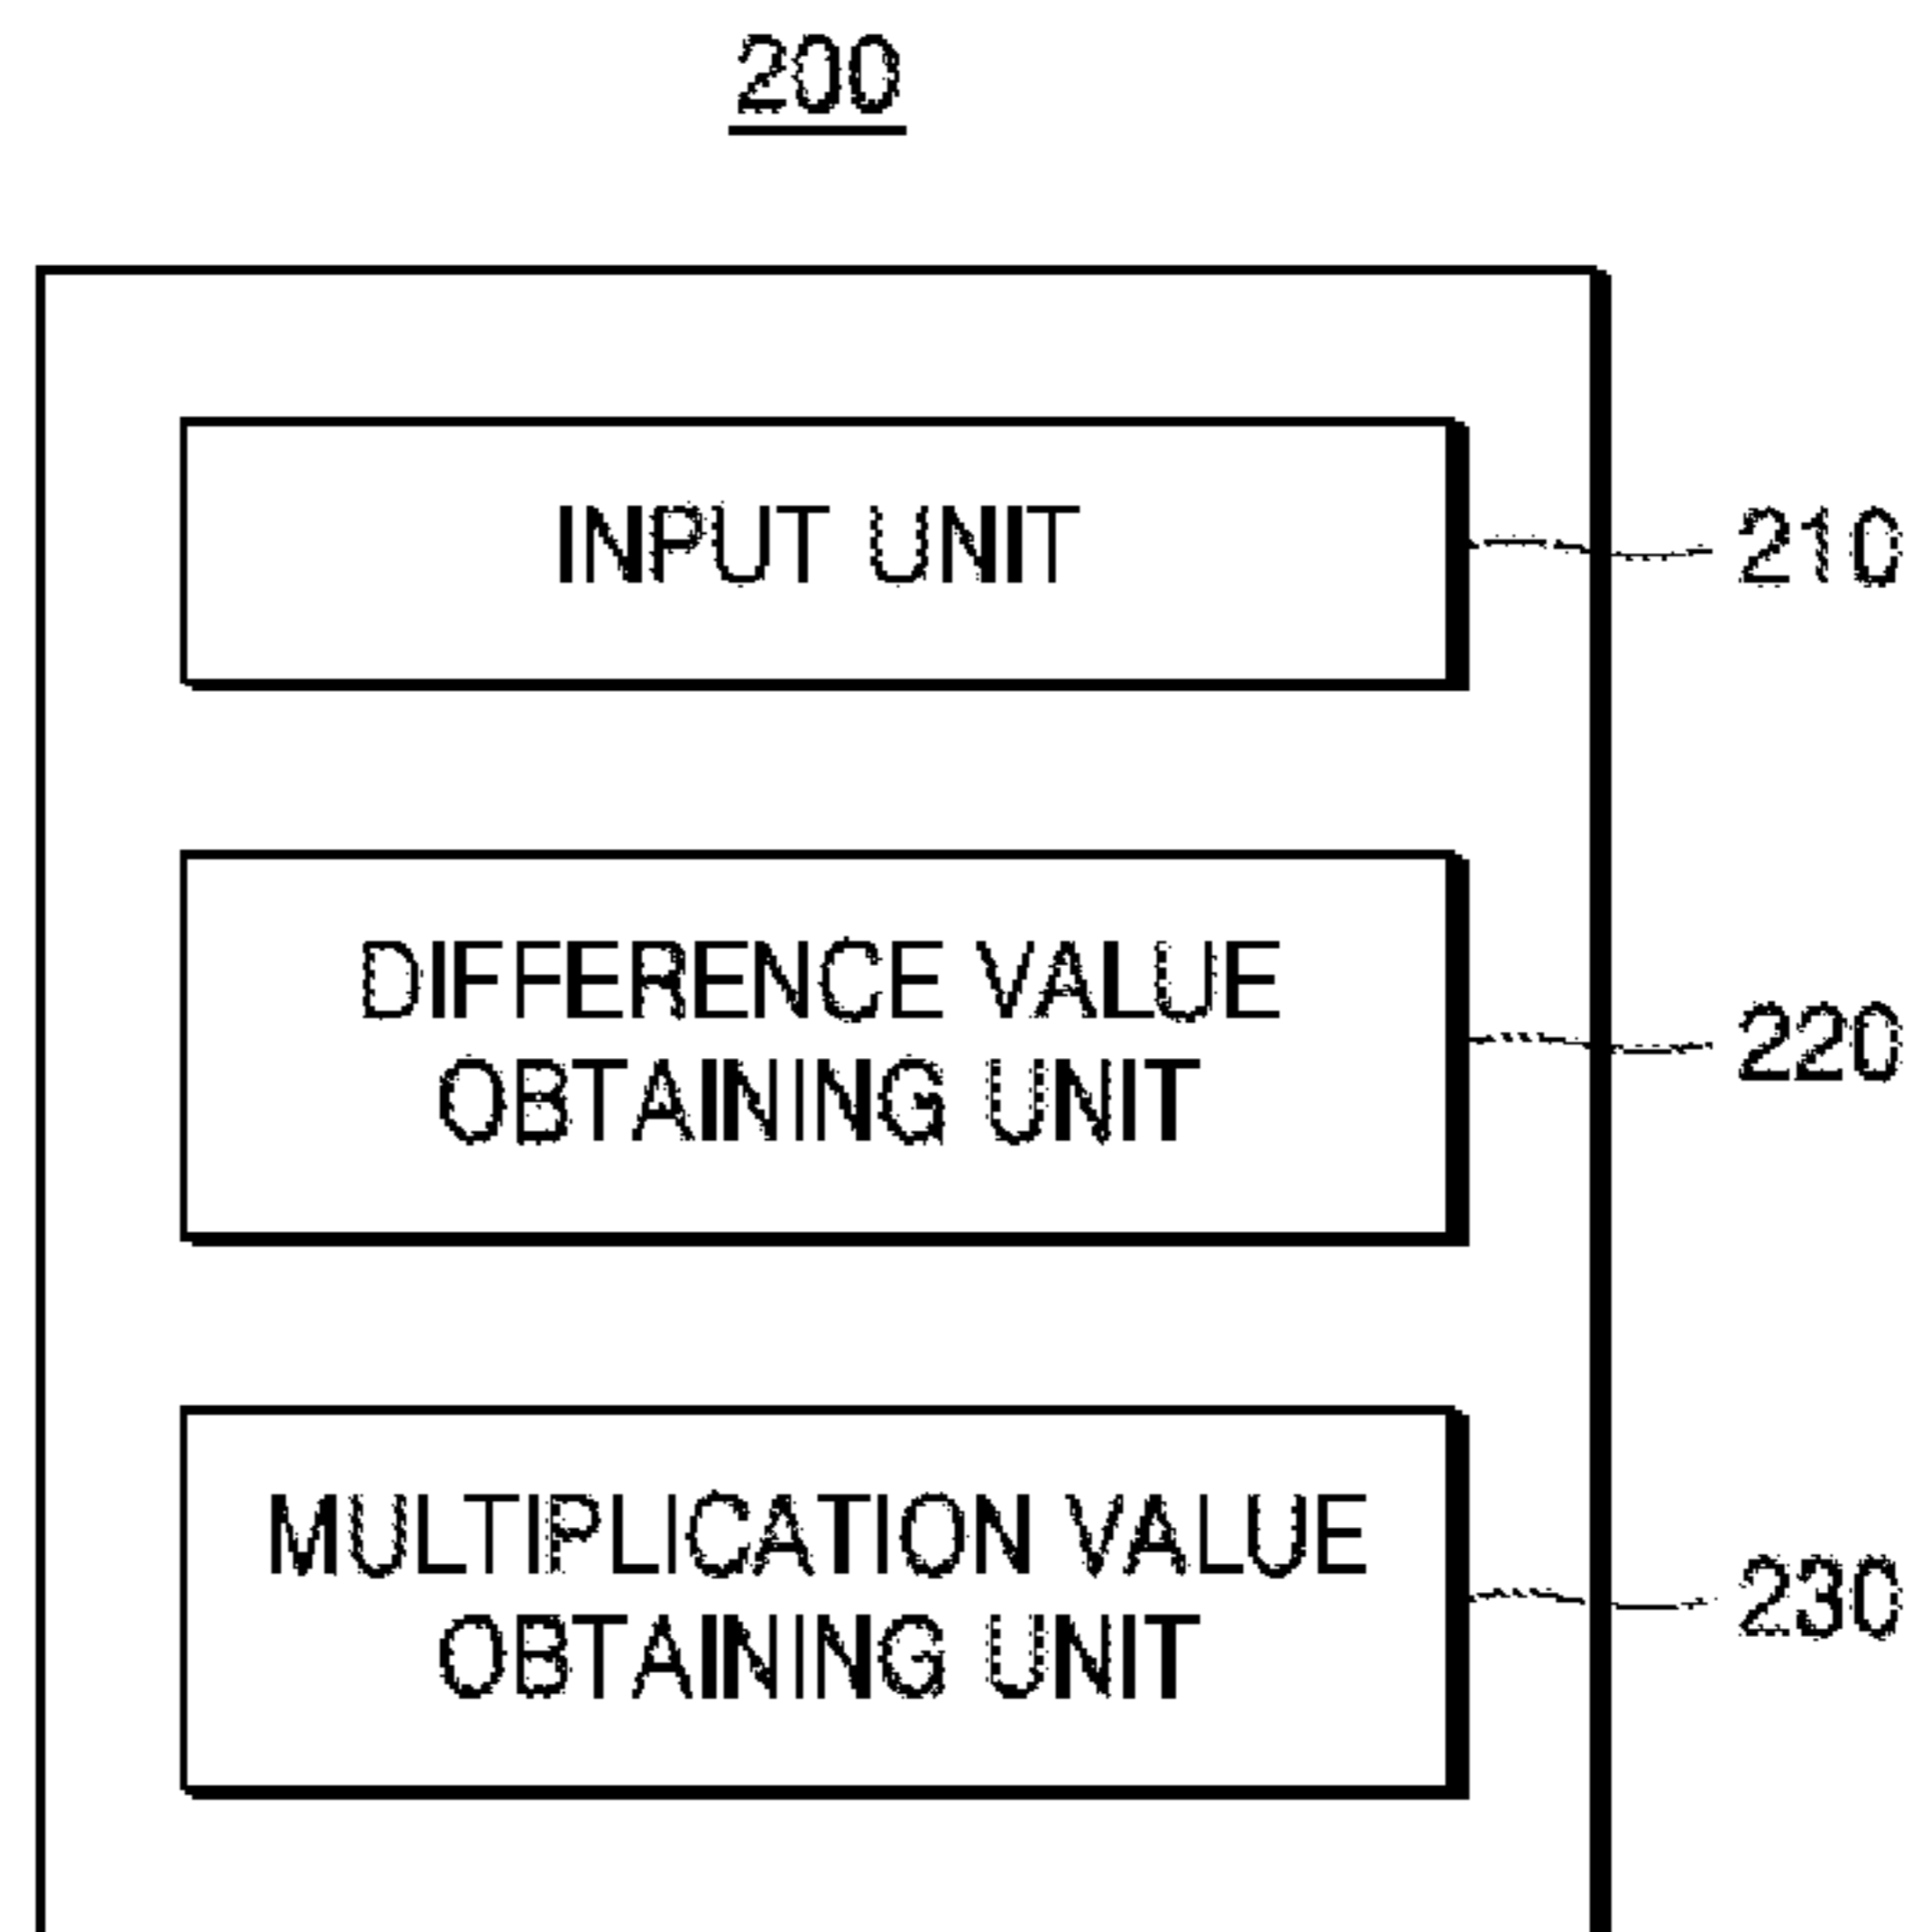 200
INPUT UNIT
210
DIFFERENCE VALUE
OBTAINING UNIT
220
MULTIPLICATION VALUE
OBTAINING UNIT
230